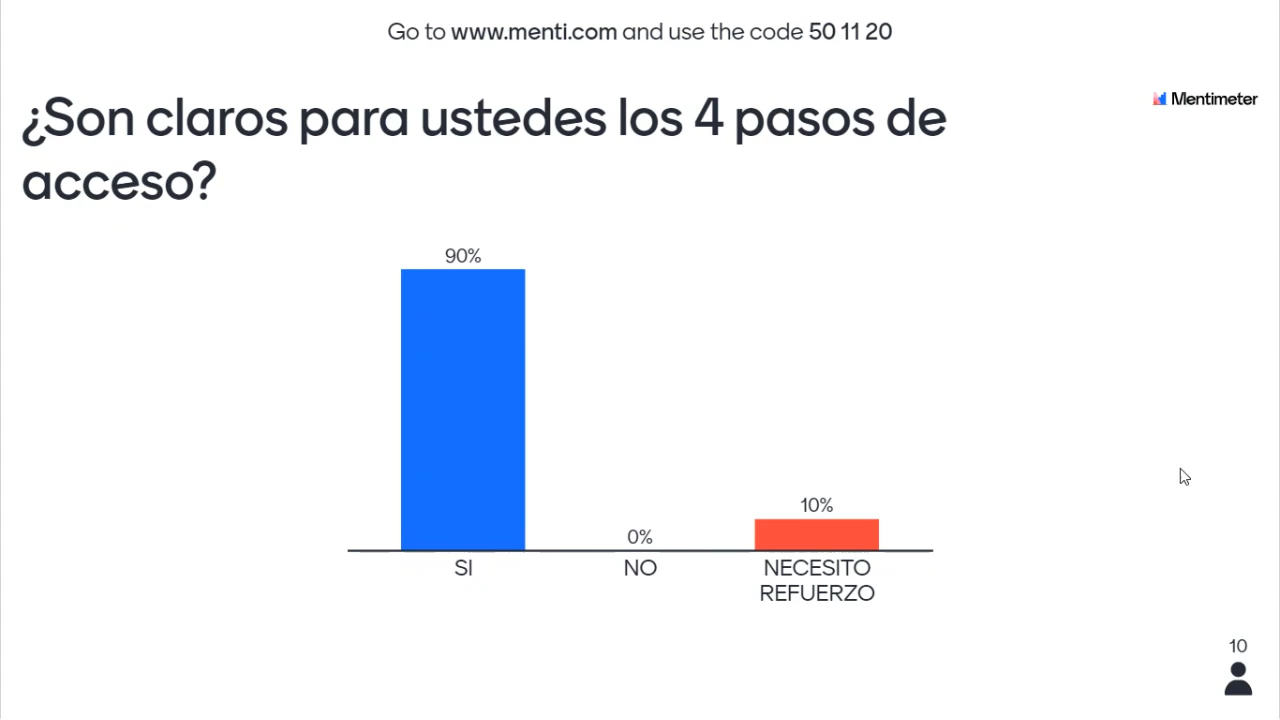 Go to www.menti.com and use the code 50 11 20
Mentimeter
¿Son claros para ustedes los 4 pasos de
acceso?
90%
0%
10%
SI
NO
NECESITO
REFUERZO
10